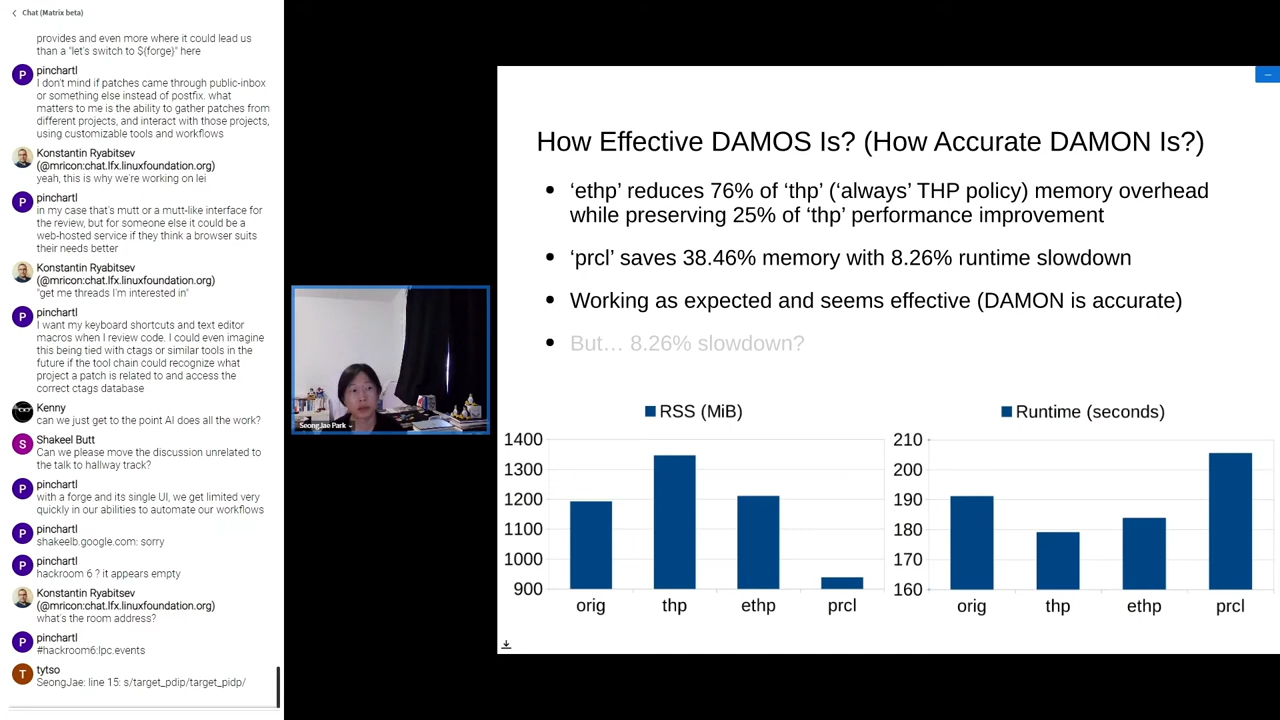 Chat (Matrix beta)
provides and even more where it could lead us
than a "let's switch to ${forge}" here
P
pinchartl
I don't mind if patches came through public-inbox
or something else instead of postfix. what
matters to me is the ability to gather patches from
different projects, and interact with those projects,
using customizable tools and workflows
Konstantin Ryabitsev
(@mricon:chat.lfx.linuxfoundation.org)
yeah, this is why we're working on lei
P
pinchartl
in my case that's mutt or a mutt-like interface for
the review, but for someone else it could be a
web-hosted service if they think a browser suits
their needs better
Konstantin Ryabitsev
(@mricon:chat.lfx.linuxfoundation.org)
"get me threads I'm interested in"
P
pinchartl
I want my keyboard shortcuts and text editor
macros when I review code. I could even imagine
this being tied with ctags or similar tools in the
future if the tool chain could recognize what
project a patch is related to and access the
correct ctags database
Kenny
can we just get to the point AI does all the work?
S
Shakeel Butt
Can we please move the discussion unrelated to
the talk to hallway track?
P
pinchartl
with a forge and its single UI, we get limited very
quickly in our abilities to automate our workflows
P
pinchartl
shakeelb.google.com: sorry
P
pinchartl
hackroom 6 ? it appears empty
Konstantin Ryabitsev
(@mricon:chat.lfx.linuxfoundation.org)
what's the room address?
P
pinchartl
#hackroom6:lpc.events
T
tytso
SeongJae: line 15: s/target_pdip/target_pidp/
SeongJae Park
How Effective DAMOS Is? (How Accurate DAMON Is?)
• ‘ethp’ reduces 76% of ‘thp’ (‘always’ THP policy) memory overhead
while preserving 25% of ‘thp’ performance improvement
• ‘prcl’ saves 38.46% memory with 8.26% runtime slowdown
• Working as expected and seems effective (DAMON is accurate)
• But… 8.26% slowdown?
RSS (MiB)
1400
1300
1200
1100
1000
900
orig thp ethp prcl
Runtime (seconds)
210
200
190
180
170
160
orig thp ethp prcl